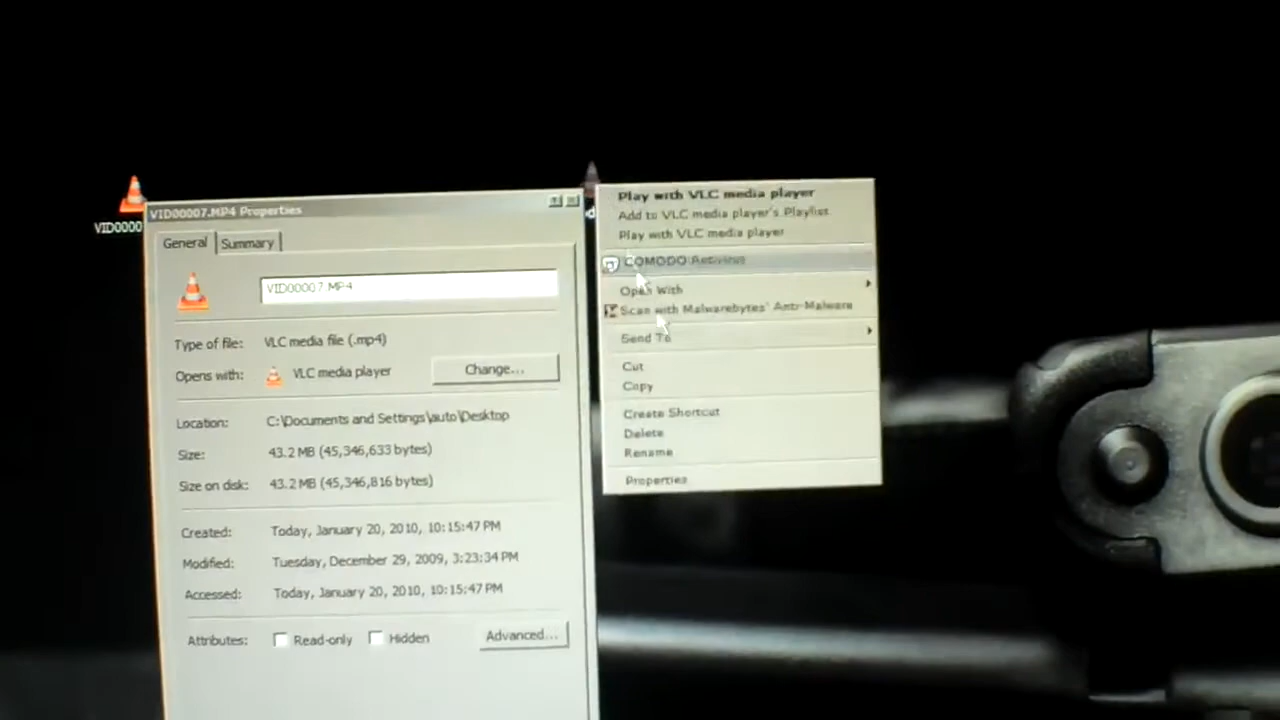 VID0000
VID00007.MP4 Properties
General
Summary
VID00007.MP4
Type of file:
VLC media file (.mp4)
Opens with:
VLC media player
Change...
Location:
C:\Documents and Settings\auto\Desktop
Size:
43.2 MB (45,346,633 bytes)
Size on disk:
43.2 MB (45,346,816 bytes)
Created:
Today, January 20, 2010, 10:15:47 PM
Modified:
Tuesday, December 29, 2009, 3:23:34 PM
Accessed:
Today, January 20, 2010, 10:15:47 PM
Attributes:
Read-only
Hidden
Advanced...
Play with VLC media player
Add to VLC media player's Playlist
Play with VLC media player
COMODO Antivirus
Open With
Scan with Malwarebytes' Anti-Malware
Send To
Cut
Copy
Create Shortcut
Delete
Rename
Properties